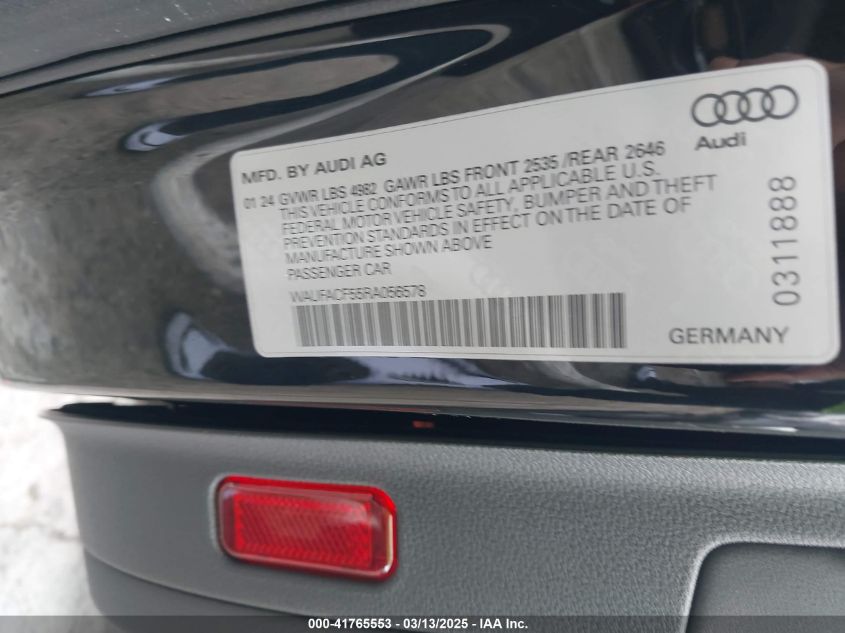 Audi
MFD. BY AUDI AG
01 24 GVWR LBS 4982 GAWR LBS FRONT 2535 /REAR 2646
THIS VEHICLE CONFORMS TO ALL APPLICABLE U.S.
FEDERAL MOTOR VEHICLE SAFETY, BUMPER AND THEFT
PREVENTION STANDARDS IN EFFECT ON THE DATE OF
MANUFACTURE SHOWN ABOVE
PASSENGER CAR
WAUFACF55RA056578
0311888
GERMANY
000-41765553 - 03/13/2025 - IAA Inc.